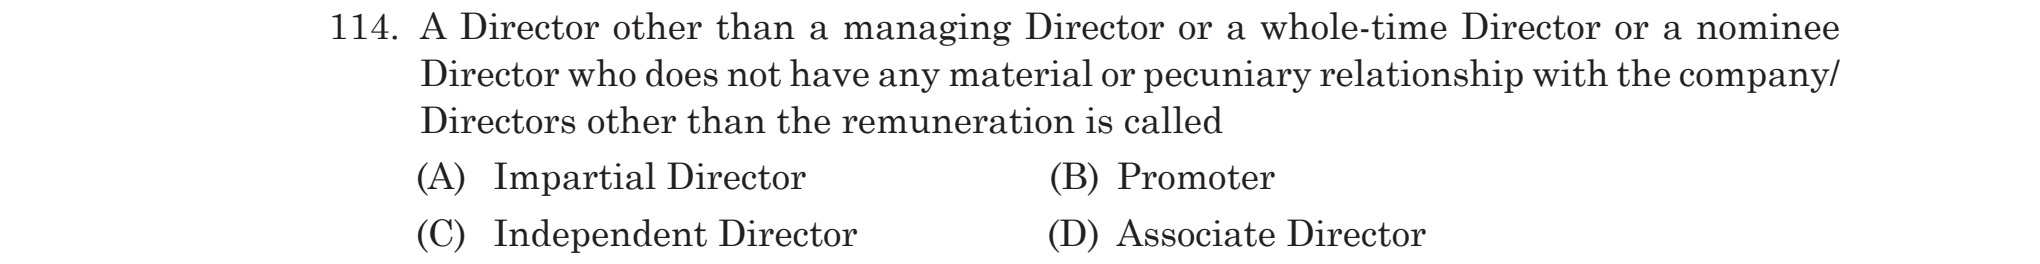 114. A Director other than a managing Director or a whole-time Director or a nominee
Director who does not have any material or pecuniary relationship with the company/
Directors other than the remuneration is called
(A) Impartial Director (B) Promoter
(C) Independent Director (D) Associate Director